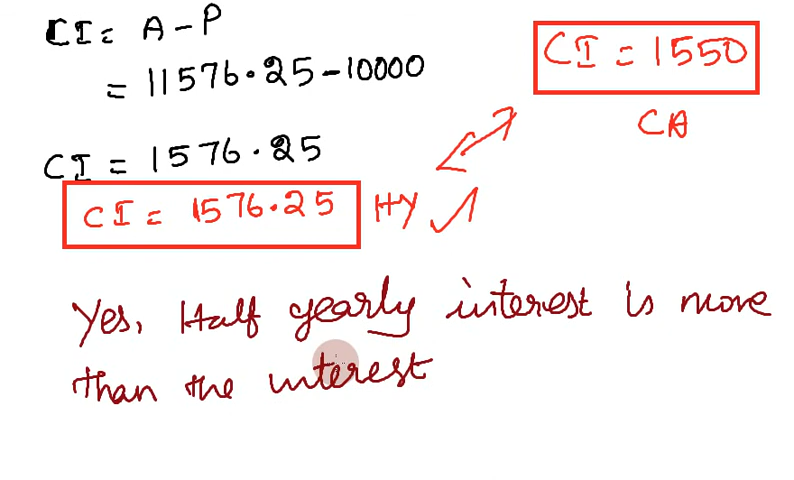 CI = A - P
= 11576.25 - 10000
CI = 1550
CA
CI = 1576.25
CI = 1576.25 HY
Yes, Half yearly interest is more
than the interest